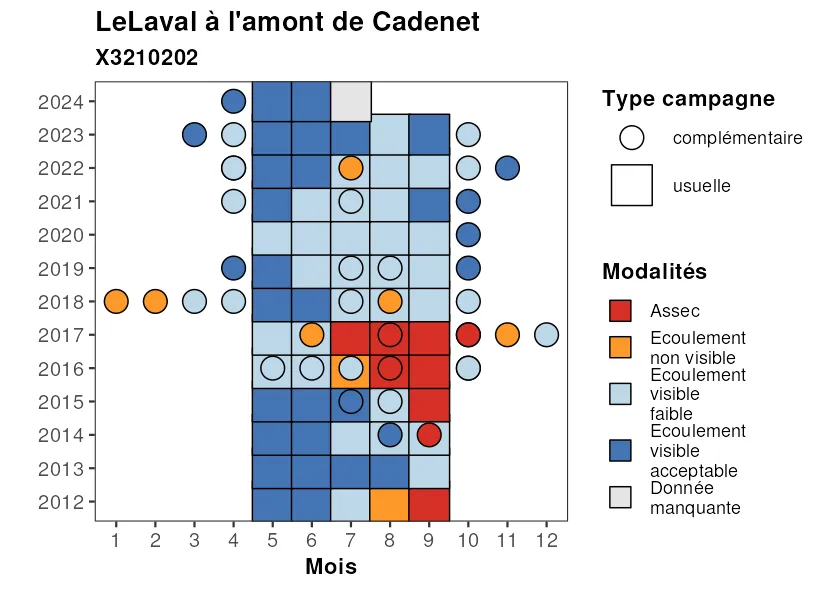 LeLaval à l'amont de Cadenet
X3210202
2024
2023
2022
2021
2020
2019
2018
2017
2016
2015
2014
2013
2012
1 2 3 4 5 6 7 8 9 10 11 12
Mois
Type campagne
complémentaire
usuelle
Modalités
Assec
Ecoulement
non visible
Ecoulement
visible
faible
Ecoulement
visible
acceptable
Donnée
manquante